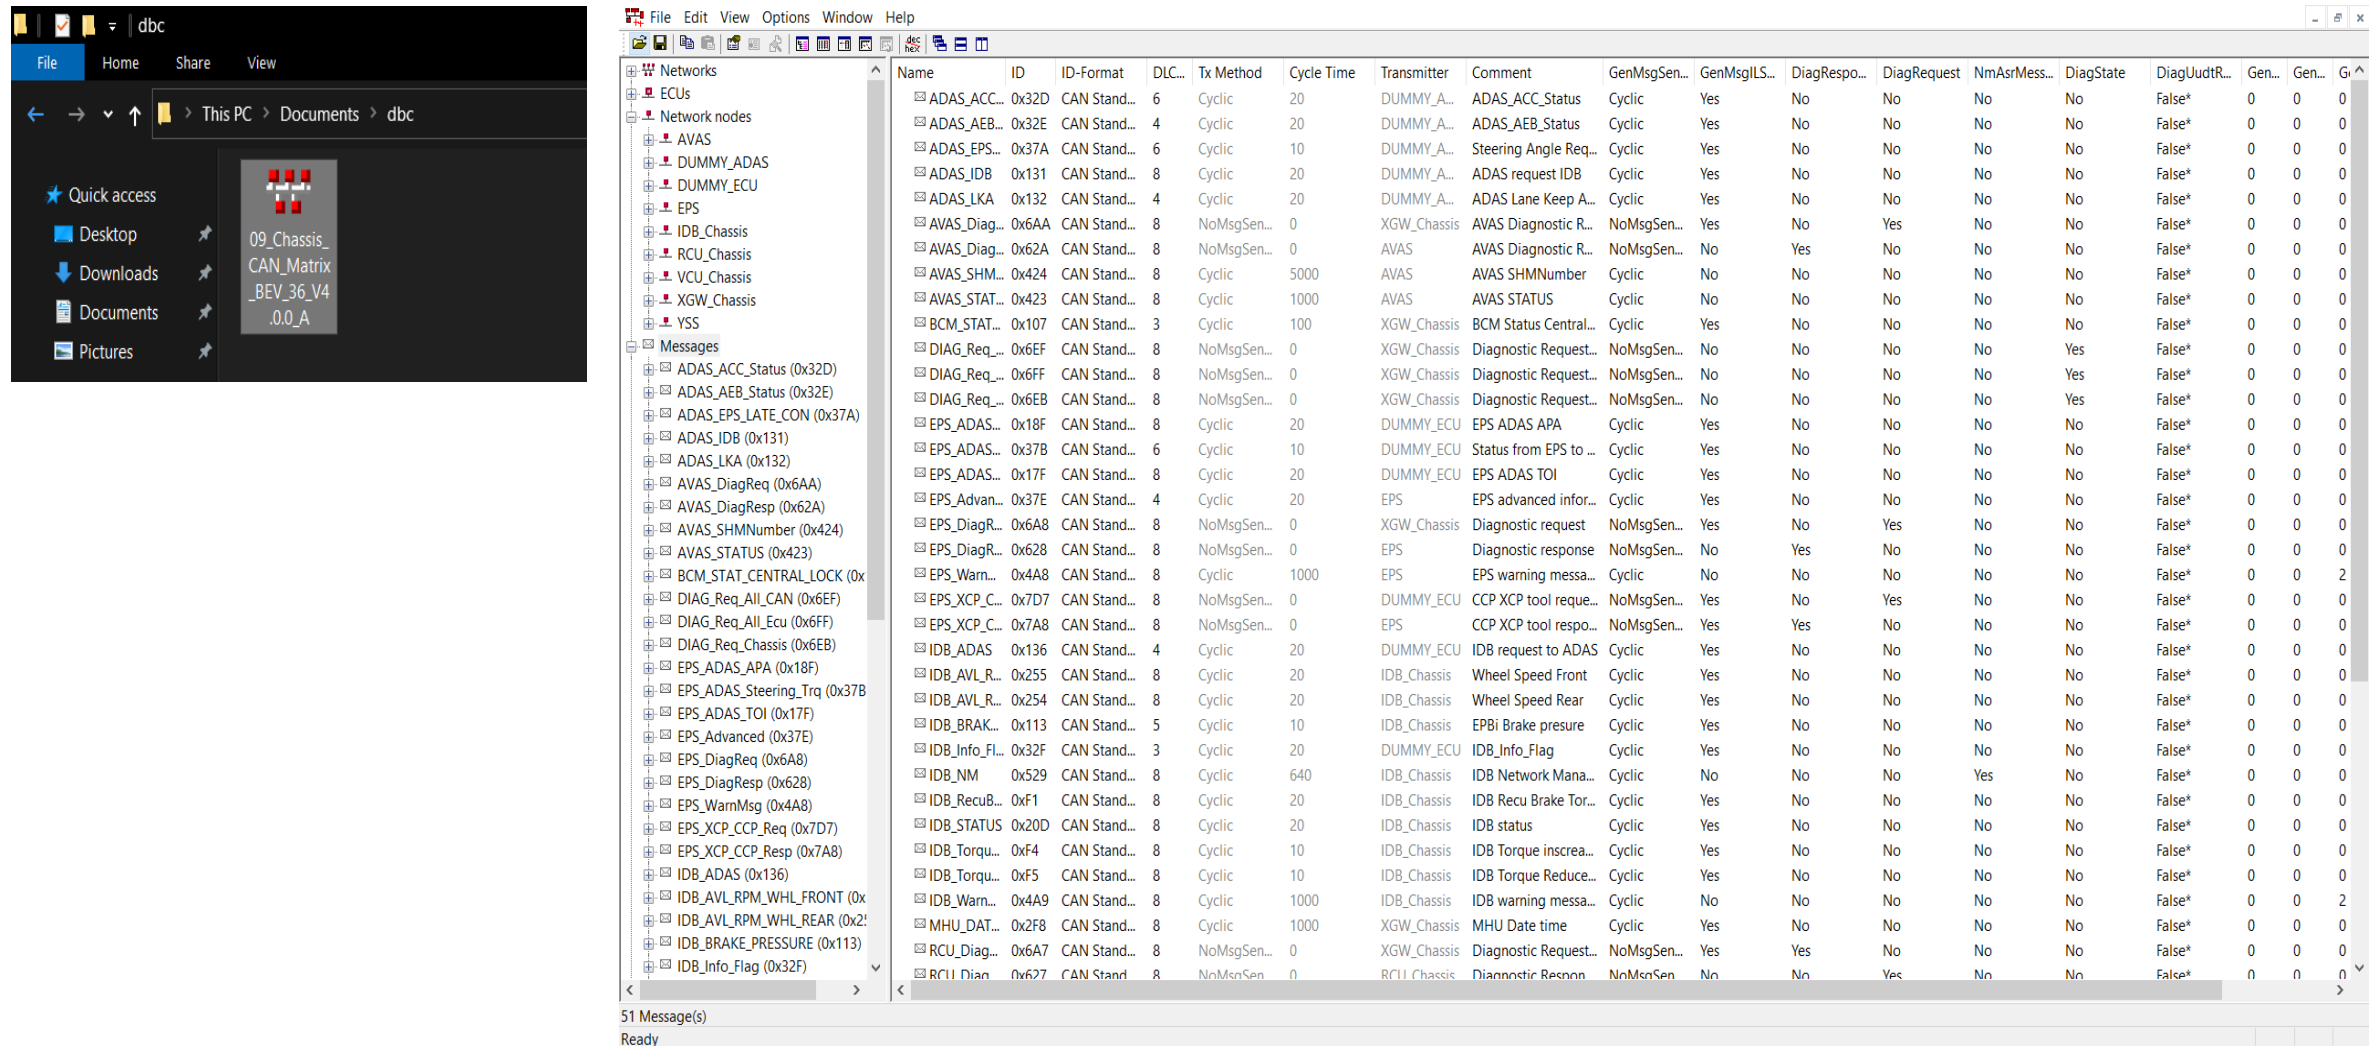 dbc
File Home Share View
This PC > Documents > dbc
Quick access
Desktop
Downloads
Documents
Pictures
09_Chassis_
CAN_Matrix
_BEV_36_V4
.0.0_A
File Edit View Options Window Help
dec
hex
Networks
ECUs
Network nodes
AVAS
DUMMY_ADAS
DUMMY_ECU
EPS
IDB_Chassis
RCU_Chassis
VCU_Chassis
XGW_Chassis
YSS
Messages
ADAS_ACC_Status (0x32D)
ADAS_AEB_Status (0x32E)
ADAS_EPS_LATE_CON (0x37A)
ADAS_IDB (0x131)
ADAS_LKA (0x132)
AVAS_DiagReq (0x6AA)
AVAS_DiagResp (0x62A)
AVAS_SHMNumber (0x424)
AVAS_STATUS (0x423)
BCM_STAT_CENTRAL_LOCK (0x
DIAG_Req_All_CAN (0x6EF)
DIAG_Req_All_Ecu (0x6FF)
DIAG_Req_Chassis (0x6EB)
EPS_ADAS_APA (0x18F)
EPS_ADAS_Steering_Trq (0x37B
EPS_ADAS_TOI (0x17F)
EPS_Advanced (0x37E)
EPS_DiagReq (0x6A8)
EPS_DiagResp (0x628)
EPS_WarnMsg (0x4A8)
EPS_XCP_CCP_Req (0x7D7)
EPS_XCP_CCP_Resp (0x7A8)
IDB_ADAS (0x136)
IDB_AVL_RPM_WHL_FRONT (0x
IDB_AVL_RPM_WHL_REAR (0x25
IDB_BRAKE_PRESSURE (0x113)
IDB_Info_Flag (0x32F)
Name ID ID-Format DLC... Tx Method Cycle Time Transmitter Comment GenMsgSen... GenMsgILS... DiagRespo... DiagRequest NmAsrMess... DiagState DiagUudtR... Gen... Gen... G
ADAS_ACC... 0x32D CAN Stand... 6 Cyclic 20 DUMMY_A... ADAS_ACC_Status Cyclic Yes No No No No False* 0 0 0
ADAS_AEB... 0x32E CAN Stand... 4 Cyclic 20 DUMMY_A... ADAS_AEB_Status Cyclic Yes No No No No False* 0 0 0
ADAS_EPS... 0x37A CAN Stand... 6 Cyclic 10 DUMMY_A... Steering Angle Req... Cyclic Yes No No No No False* 0 0 0
ADAS_IDB 0x131 CAN Stand... 8 Cyclic 20 DUMMY_A... ADAS request IDB Cyclic Yes No No No No False* 0 0 0
ADAS_LKA 0x132 CAN Stand... 4 Cyclic 20 DUMMY_A... ADAS Lane Keep A... Cyclic Yes No No No No False* 0 0 0
AVAS_Diag... 0x6AA CAN Stand... 8 NoMsgSen... 0 XGW_Chassis AVAS Diagnostic R... NoMsgSen... Yes No Yes No No False* 0 0 0
AVAS_Diag... 0x62A CAN Stand... 8 NoMsgSen... 0 AVAS AVAS Diagnostic R... NoMsgSen... No Yes No No No False* 0 0 0
AVAS_SHM... 0x424 CAN Stand... 8 Cyclic 5000 AVAS AVAS SHMNumber Cyclic No No No No No False* 0 0 0
AVAS_STAT... 0x423 CAN Stand... 8 Cyclic 1000 AVAS AVAS STATUS Cyclic No No No No No False* 0 0 0
BCM_STAT... 0x107 CAN Stand... 3 Cyclic 100 XGW_Chassis BCM Status Central... Cyclic Yes No No No No False* 0 0 0
DIAG_Req_... 0x6EF CAN Stand... 8 NoMsgSen... 0 XGW_Chassis Diagnostic Request... NoMsgSen... No No No No Yes False* 0 0 0
DIAG_Req_... 0x6FF CAN Stand... 8 NoMsgSen... 0 XGW_Chassis Diagnostic Request... NoMsgSen... No No No No Yes False* 0 0 0
DIAG_Req_... 0x6EB CAN Stand... 8 NoMsgSen... 0 XGW_Chassis Diagnostic Request... NoMsgSen... No No No No Yes False* 0 0 0
EPS_ADAS... 0x18F CAN Stand... 8 Cyclic 20 DUMMY_ECU EPS ADAS APA Cyclic Yes No No No No False* 0 0 0
EPS_ADAS... 0x37B CAN Stand... 6 Cyclic 10 DUMMY_ECU Status from EPS to ... Cyclic Yes No No No No False* 0 0 0
EPS_ADAS... 0x17F CAN Stand... 8 Cyclic 20 DUMMY_ECU EPS ADAS TOI Cyclic Yes No No No No False* 0 0 0
EPS_Advan... 0x37E CAN Stand... 4 Cyclic 20 EPS EPS advanced infor... Cyclic Yes No No No No False* 0 0 0
EPS_DiagR... 0x6A8 CAN Stand... 8 NoMsgSen... 0 XGW_Chassis Diagnostic request NoMsgSen... Yes No Yes No No False* 0 0 0
EPS_DiagR... 0x628 CAN Stand... 8 NoMsgSen... 0 EPS Diagnostic response NoMsgSen... No Yes No No No False* 0 0 0
EPS_Warn... 0x4A8 CAN Stand... 8 Cyclic 1000 EPS EPS warning messa... Cyclic No No No No No False* 0 0 2
EPS_XCP_C... 0x7D7 CAN Stand... 8 NoMsgSen... 0 DUMMY_ECU CCP XCP tool reque... NoMsgSen... Yes No Yes No No False* 0 0 0
EPS_XCP_C... 0x7A8 CAN Stand... 8 NoMsgSen... 0 EPS CCP XCP tool respo... NoMsgSen... Yes Yes No No No False* 0 0 0
IDB_ADAS 0x136 CAN Stand... 4 Cyclic 20 DUMMY_ECU IDB request to ADAS Cyclic Yes No No No No False* 0 0 0
IDB_AVL_R... 0x255 CAN Stand... 8 Cyclic 20 IDB_Chassis Wheel Speed Front Cyclic Yes No No No No False* 0 0 0
IDB_AVL_R... 0x254 CAN Stand... 8 Cyclic 20 IDB_Chassis Wheel Speed Rear Cyclic Yes No No No No False* 0 0 0
IDB_BRAK... 0x113 CAN Stand... 5 Cyclic 10 IDB_Chassis EPBi Brake presure Cyclic Yes No No No No False* 0 0 0
IDB_Info_Fl... 0x32F CAN Stand... 3 Cyclic 20 DUMMY_ECU IDB_Info_Flag Cyclic Yes No No No No False* 0 0 0
IDB_NM 0x529 CAN Stand... 8 Cyclic 640 IDB_Chassis IDB Network Mana... Cyclic No No No Yes No False* 0 0 0
IDB_RecuB... 0xF1 CAN Stand... 8 Cyclic 20 IDB_Chassis IDB Recu Brake Tor... Cyclic Yes No No No No False* 0 0 0
IDB_STATUS 0x20D CAN Stand... 8 Cyclic 20 IDB_Chassis IDB status Cyclic Yes No No No No False* 0 0 0
IDB_Torqu... 0xF4 CAN Stand... 8 Cyclic 10 IDB_Chassis IDB Torque inscrea... Cyclic Yes No No No No False* 0 0 0
IDB_Torqu... 0xF5 CAN Stand... 8 Cyclic 10 IDB_Chassis IDB Torque Reduce... Cyclic Yes No No No No False* 0 0 0
IDB_Warn... 0x4A9 CAN Stand... 8 Cyclic 1000 IDB_Chassis IDB warning messa... Cyclic No No No No No False* 0 0 2
MHU_DAT... 0x2F8 CAN Stand... 8 Cyclic 1000 XGW_Chassis MHU Date time Cyclic Yes No No No No False* 0 0 0
RCU_Diag... 0x6A7 CAN Stand... 8 NoMsgSen... 0 XGW_Chassis Diagnostic Request... NoMsgSen... Yes Yes No No No False* 0 0 0
RCU_Diag 0x627 CAN Stand 8 NoMsgSen 0 RCU_Chassis Diagnostic Respon NoMsgSen No No Yes No No False* 0 0 0
51 Message(s)
Ready